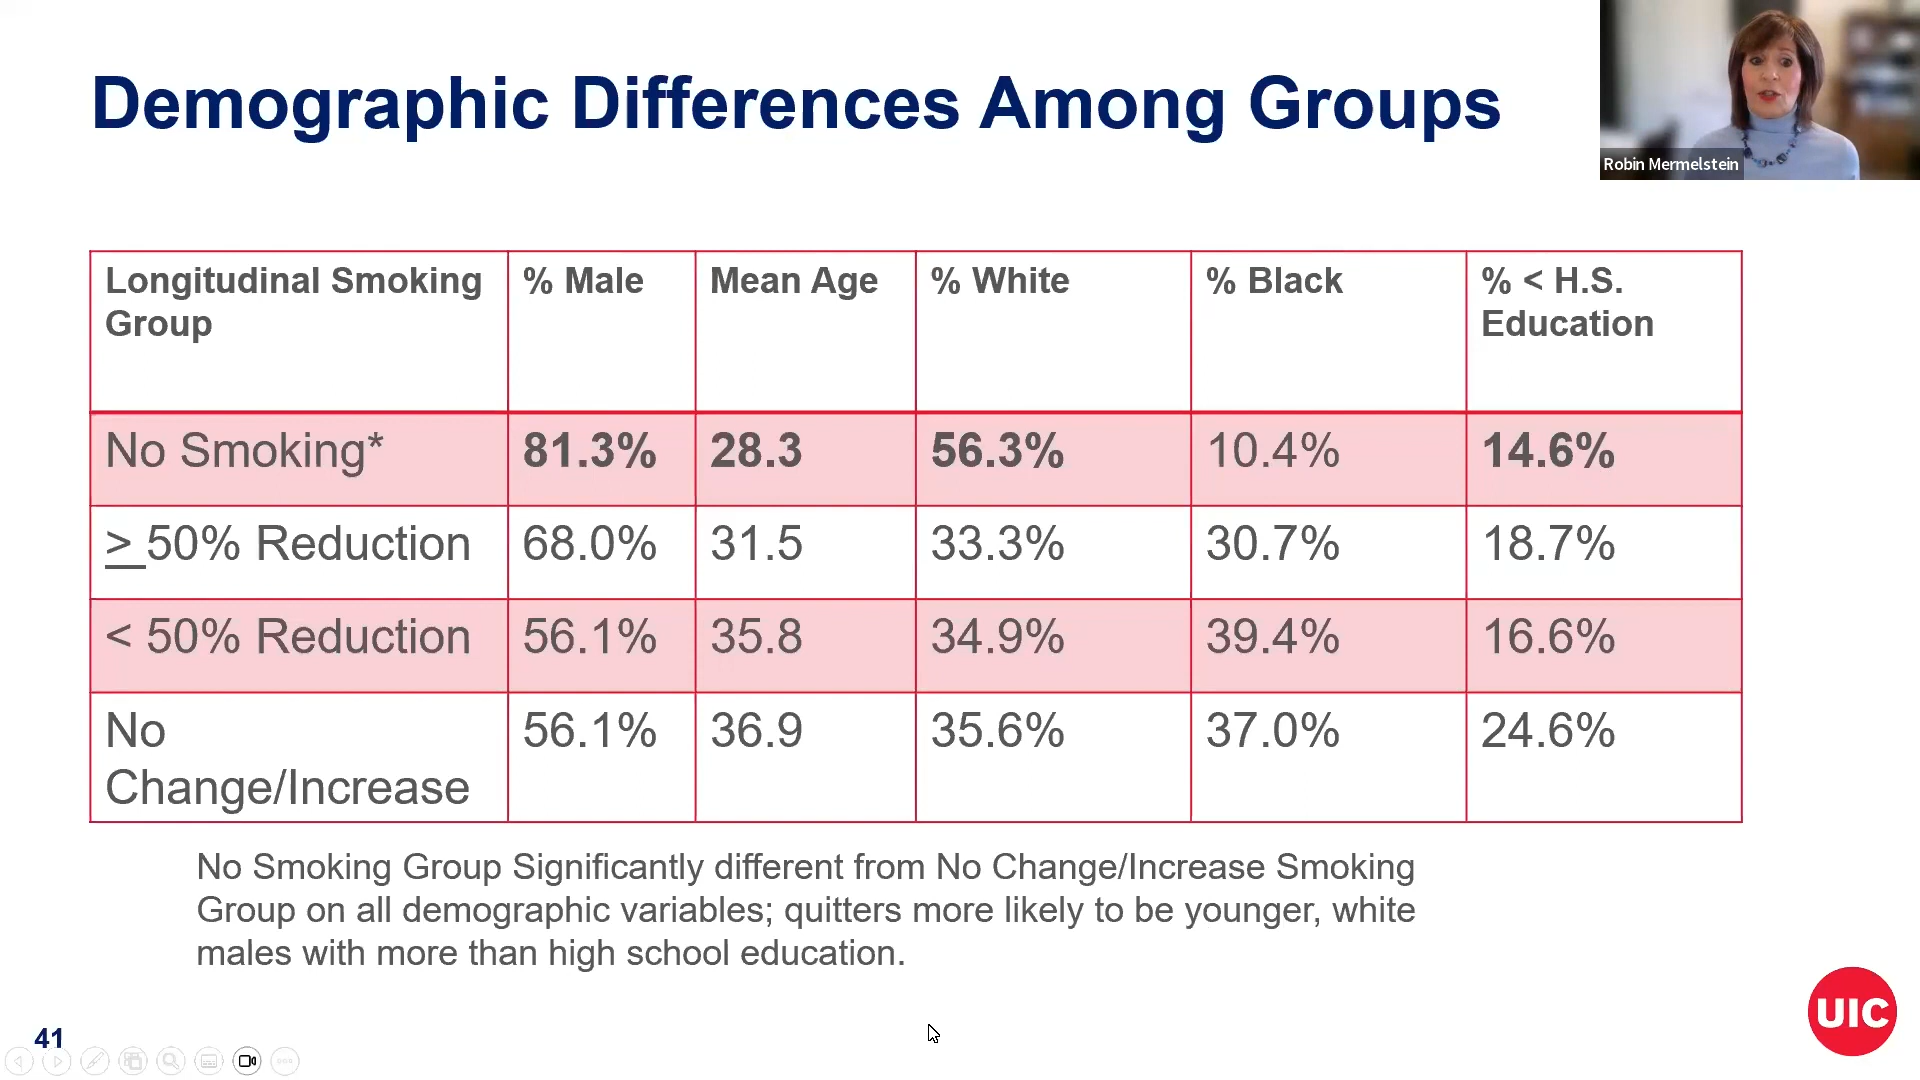 Demographic Differences Among Groups
Robin Mermelstein
Longitudinal Smoking Group
% Male
Mean Age
% White
% Black
% < H.S. Education
No Smoking*
81.3%
28.3
56.3%
10.4%
14.6%
> 50% Reduction
68.0%
31.5
33.3%
30.7%
18.7%
< 50% Reduction
56.1%
35.8
34.9%
39.4%
16.6%
No Change/Increase
56.1%
36.9
35.6%
37.0%
24.6%
No Smoking Group Significantly different from No Change/Increase Smoking
Group on all demographic variables; quitters more likely to be younger, white
males with more than high school education.
41
UIC